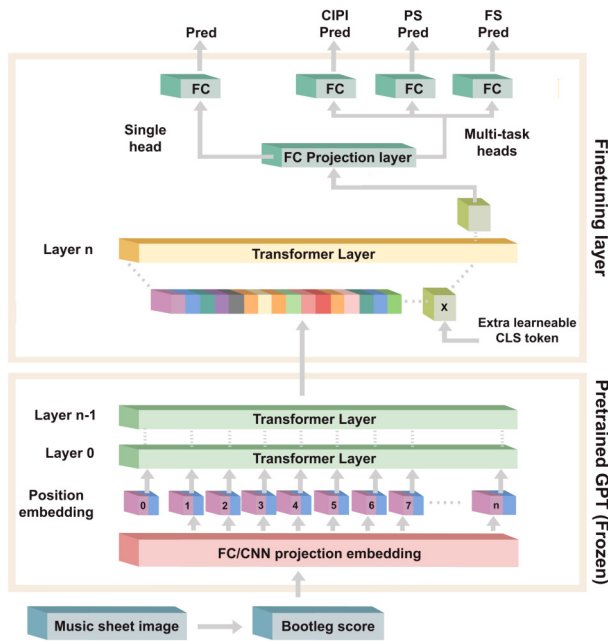 CIPI
Pred
PS
Pred
FS
Pred
Pred
FC
FC
FC
FC
Single
head
FC Projection layer
Multi-task
heads
Finetuning layer
Layer n
Transformer Layer
x
Extra learneable
CLS token
Layer n-1
Transformer Layer
Layer 0
Transformer Layer
Position
embedding
0
1
2
3
4
5
6
7
n
FC/CNN projection embedding
Pretrained GPT (Frozen)
Music sheet image
Bootleg score